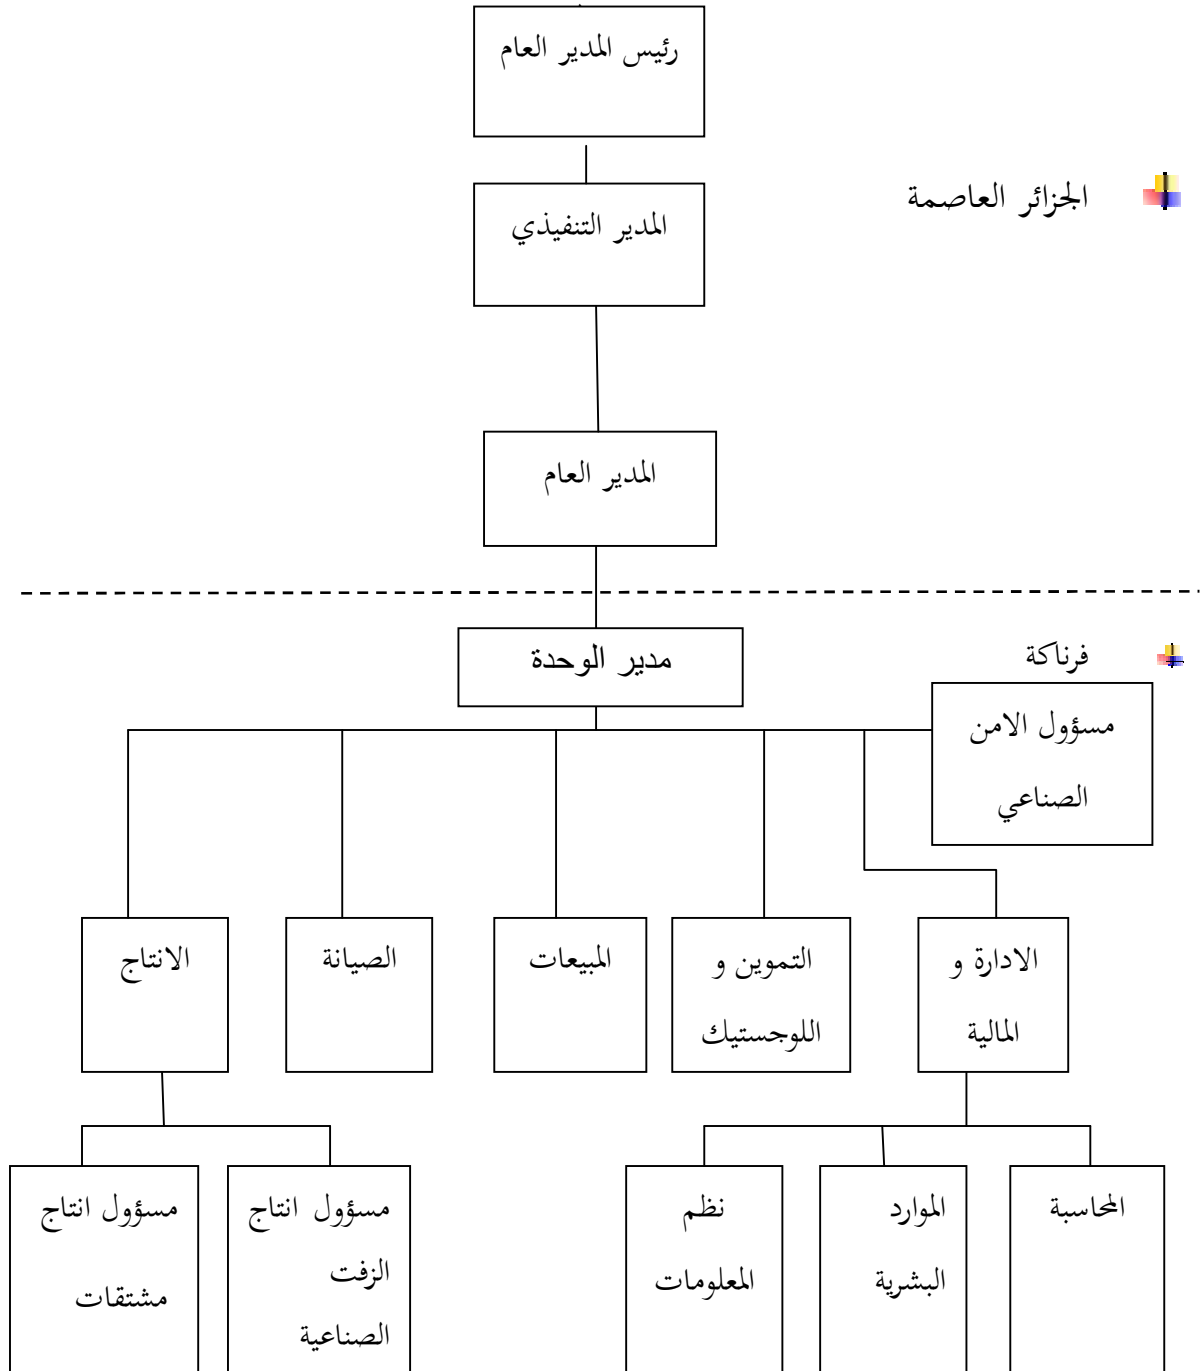 رئيس المدير العام
الجزائر العاصمة
المدير التنفيذي
المدير العام
فرناكة
مدير الوحدة
مسؤول الامن
الصناعي
الادارة و
المالية
التموين و
اللوجستيك
المبيعات
الصيانة
الانتاج
المحاسبة
الموارد
البشرية
نظم
المعلومات
مسؤول انتاج
الزفت
الصناعية
مسؤول انتاج
مشتقات